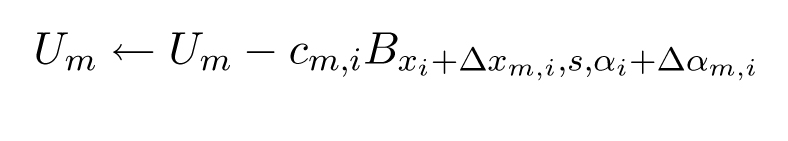 $U_m \leftarrow U_m - c_{m,i} B_{x_i + \Delta x_{m,i}, s, \alpha_i + \Delta \alpha_{m,i}}$